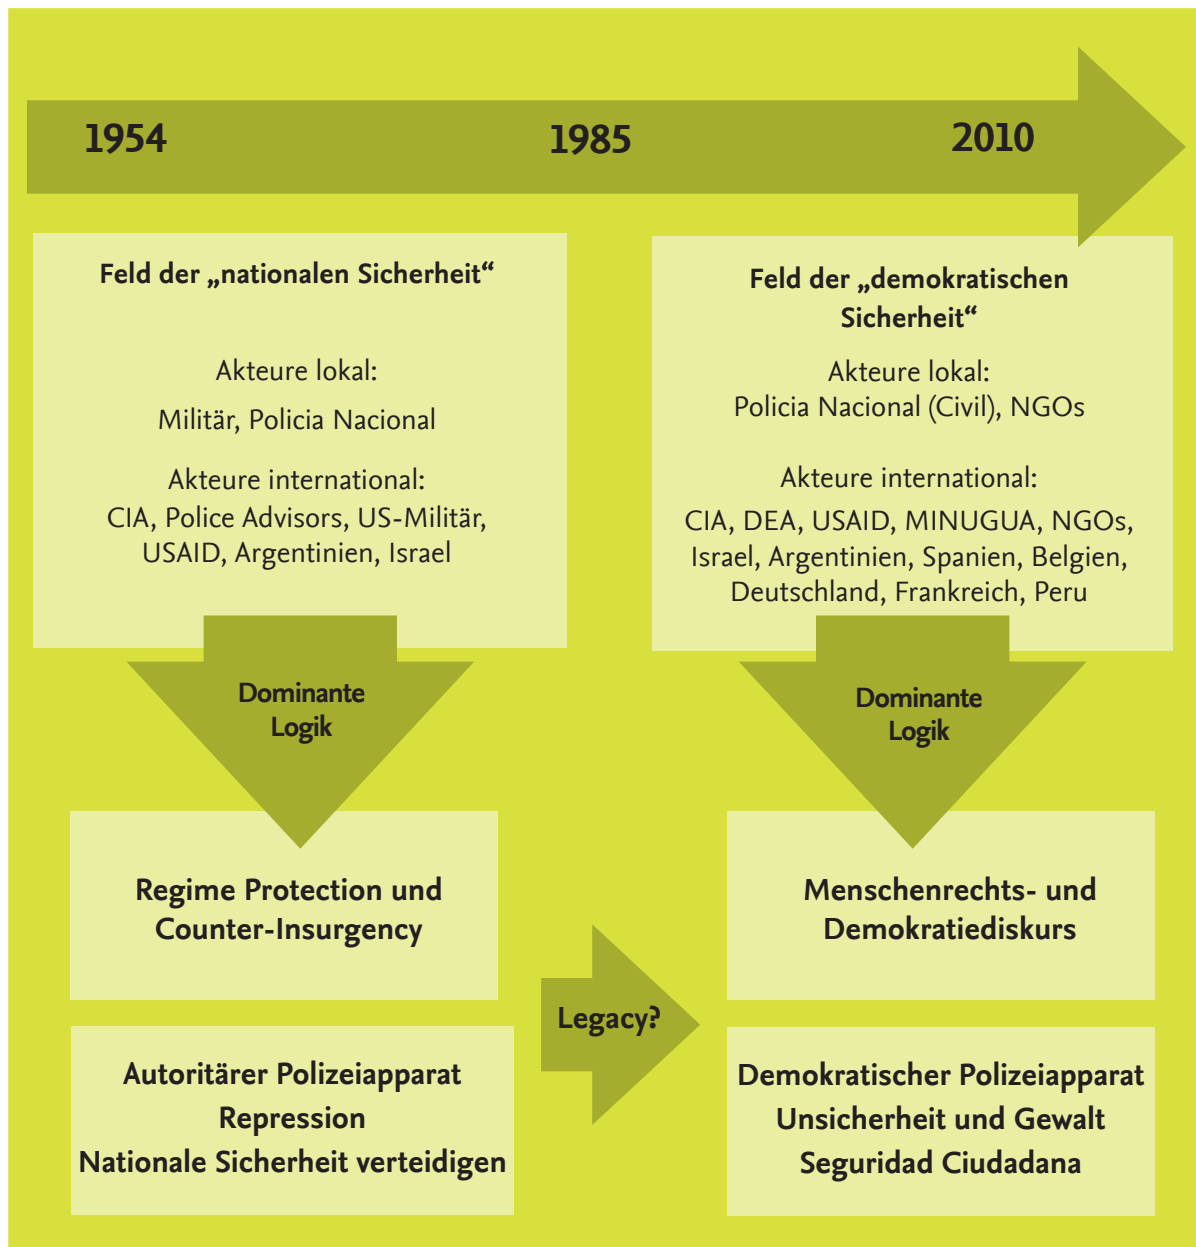 1954 1985 2010
Feld der „nationalen Sicherheit“
Akteure lokal:
Militär, Policia Nacional
Akteure international:
CIA, Police Advisors, US-Militär,
USAID, Argentinien, Israel
Dominante
Logik
Regime Protection und
Counter-Insurgency
Autoritärer Polizeiapparat
Repression
Nationale Sicherheit verteidigen
Legacy?
Feld der „demokratischen
Sicherheit“
Akteure lokal:
Policia Nacional (Civil), NGOs
Akteure international:
CIA, DEA, USAID, MINUGUA, NGOs,
Israel, Argentinien, Spanien, Belgien,
Deutschland, Frankreich, Peru
Dominante
Logik
Menschenrechts- und
Demokratiediskurs
Demokratischer Polizeiapparat
Unsicherheit und Gewalt
Seguridad Ciudadana